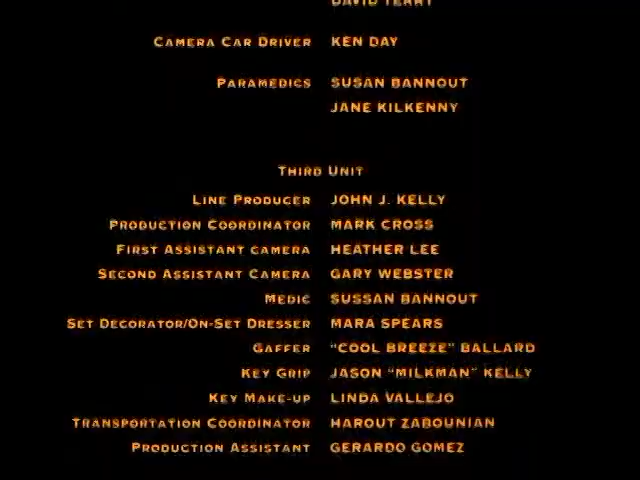 DAVID TERRY
CAMERA CAR DRIVER KEN DAY
PARAMEDICS SUSAN BANNOUT
JANE KILKENNY
THIRD UNIT
LINE PRODUCER JOHN J. KELLY
PRODUCTION COORDINATOR MARK CROSS
FIRST ASSISTANT CAMERA HEATHER LEE
SECOND ASSISTANT CAMERA GARY WEBSTER
MEDIC SUSSAN BANNOUT
SET DECORATOR/ON-SET DRESSER MARA SPEARS
GAFFER "COOL BREEZE" BALLARD
KEY GRIP JASON "MILKMAN" KELLY
KEY MAKE-UP LINDA VALLEJO
TRANSPORTATION COORDINATOR HAROUT ZABOUNIAN
PRODUCTION ASSISTANT GERARDO GOMEZ